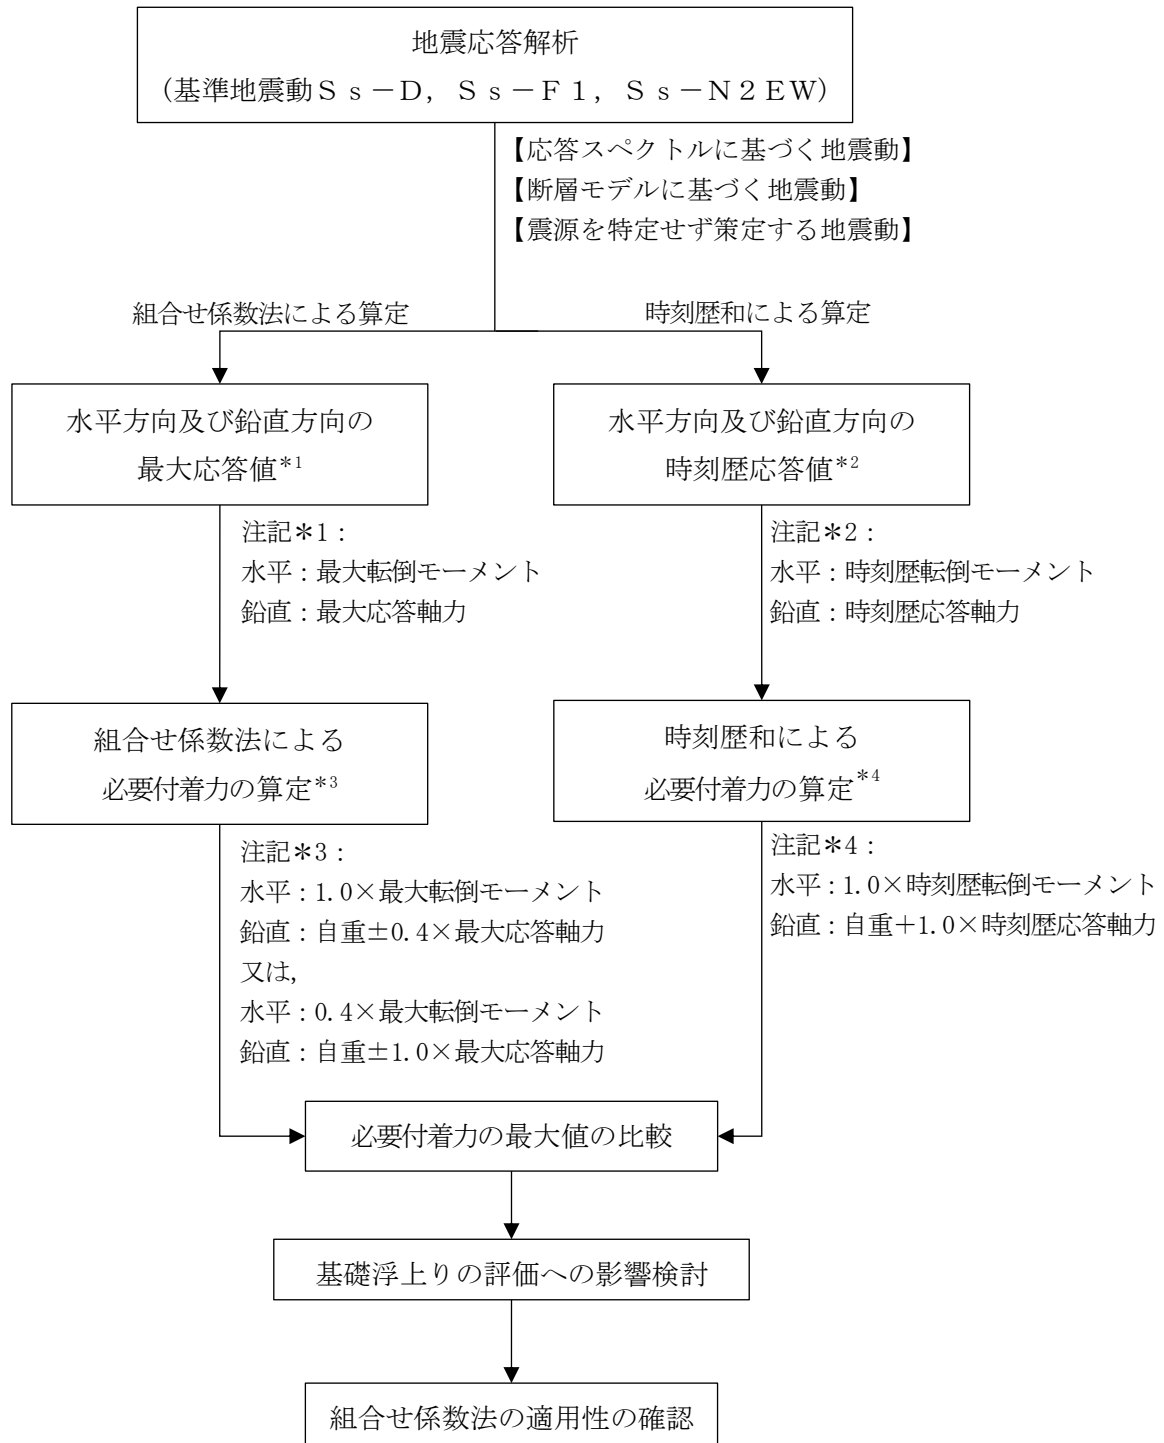 地震応答解析
（基準地震動Ｓｓ－Ｄ，Ｓｓ－Ｆ１，Ｓｓ－Ｎ２ＥＷ）
【応答スペクトルに基づく地震動】
【断層モデルに基づく地震動】
【震源を特定せず策定する地震動】
組合せ係数法による算定
時刻歴和による算定
水平方向及び鉛直方向の
最大応答値*1
水平方向及び鉛直方向の
時刻歴応答値*2
注記＊1：
水平：最大転倒モーメント
鉛直：最大応答軸力
注記＊2：
水平：時刻歴転倒モーメント
鉛直：時刻歴応答軸力
組合せ係数法による
必要付着力の算定*3
時刻歴和による
必要付着力の算定*4
注記＊3：
水平：1.0×最大転倒モーメント
鉛直：自重±0.4×最大応答軸力
又は，
水平：0.4×最大転倒モーメント
鉛直：自重±1.0×最大応答軸力
注記＊4：
水平：1.0×時刻歴転倒モーメント
鉛直：自重＋1.0×時刻歴応答軸力
必要付着力の最大値の比較
基礎浮上りの評価への影響検討
組合せ係数法の適用性の確認